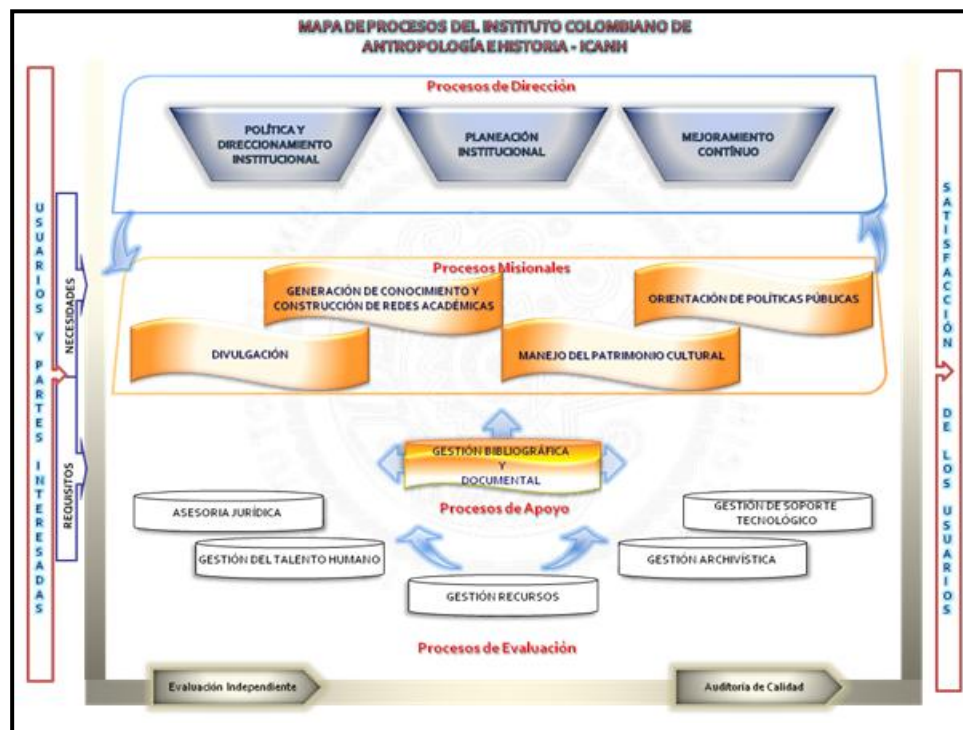 MAPA DE PROCESOS DEL INSTITUTO COLOMBIANO DE
ANTROPOLOGÍA E HISTORIA - ICANH
Procesos de Dirección
POLÍTICA Y
DIRECCIONAMIENTO
INSTITUCIONAL
PLANEACIÓN
INSTITUCIONAL
MEJORAMIENTO
CONTÍNUO
USUARIOS Y PARTES INTERESADAS
NECESIDADES
REQUISITOS
Procesos Misionales
GENERACIÓN DE CONOCIMIENTO Y
CONSTRUCCIÓN DE REDES ACADÉMICAS
ORIENTACIÓN DE POLÍTICAS PÚBLICAS
DIVULGACIÓN
MANEJO DEL PATRIMONIO CULTURAL
GESTIÓN BIBLIOGRÁFICA
Y
DOCUMENTAL
Procesos de Apoyo
ASESORIA JURÍDICA
GESTIÓN DE SOPORTE
TECNOLÓGICO
GESTIÓN DEL TALENTO HUMANO
GESTIÓN ARCHIVÍSTICA
GESTIÓN RECURSOS
Procesos de Evaluación
Evaluación Independiente
Auditoría de Calidad
SATISFACCIÓN DE LOS USUARIOS